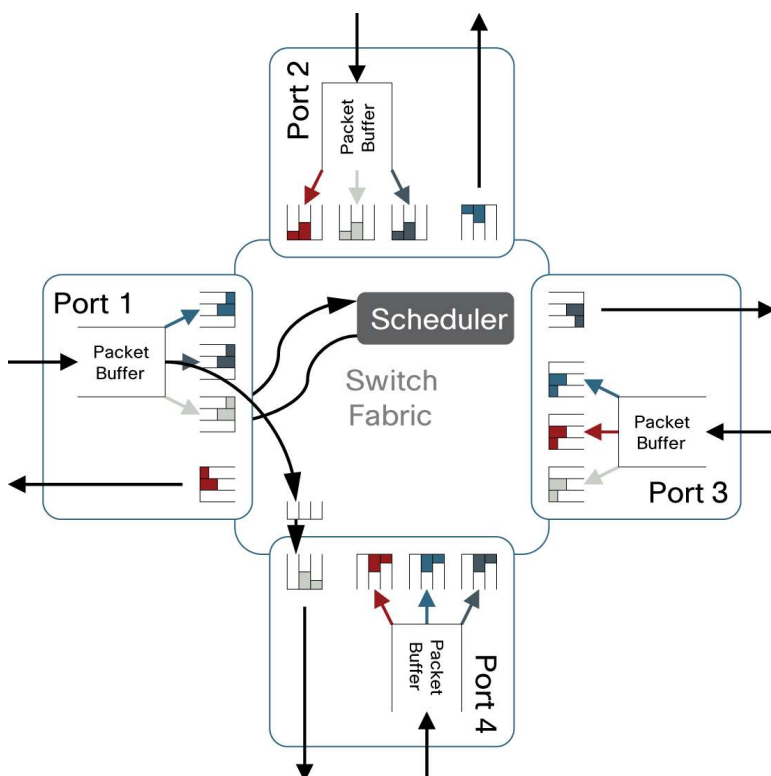 Port 2
Packet
Buffer
Port 1
Packet
Buffer
Scheduler
Switch
Fabric
Packet
Buffer
Port 3
Packet
Buffer
Port 4